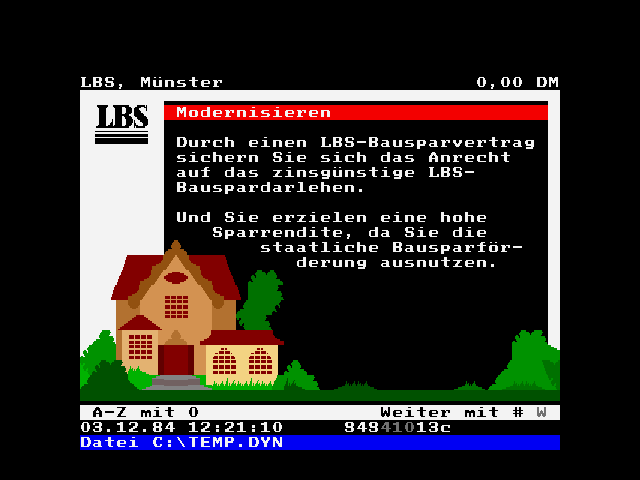 LBS, Münster 0,00 DM
LBS
Modernisieren
Durch einen LBS-Bausparvertrag
sichern Sie sich das Anrecht
auf das zinsgünstige LBS-
Bauspardarlehen.
Und Sie erzielen eine hohe
Sparrendite, da Sie die
staatliche Bausparför-
derung ausnutzen.
A-Z mit 0 Weiter mit # W
03.12.84 12:21:10 94941013c
Datei C:\TEMP.DYN